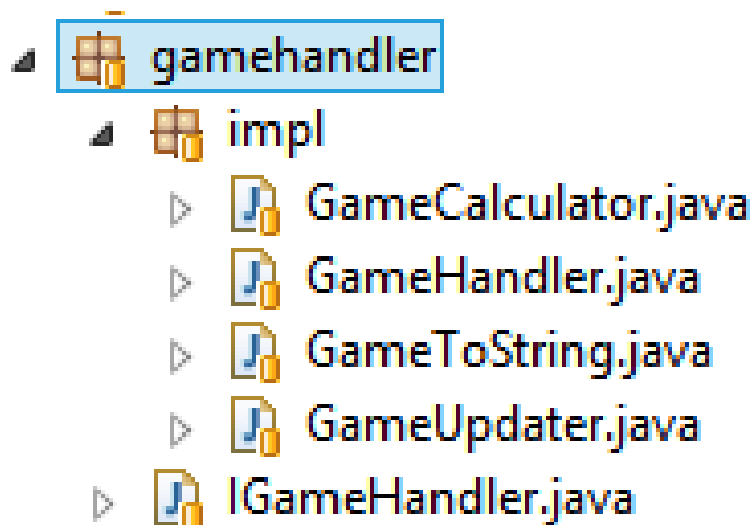 gamehandler
impl
GameCalculator.java
GameHandler.java
GameToString.java
GameUpdater.java
IGameHandler.java